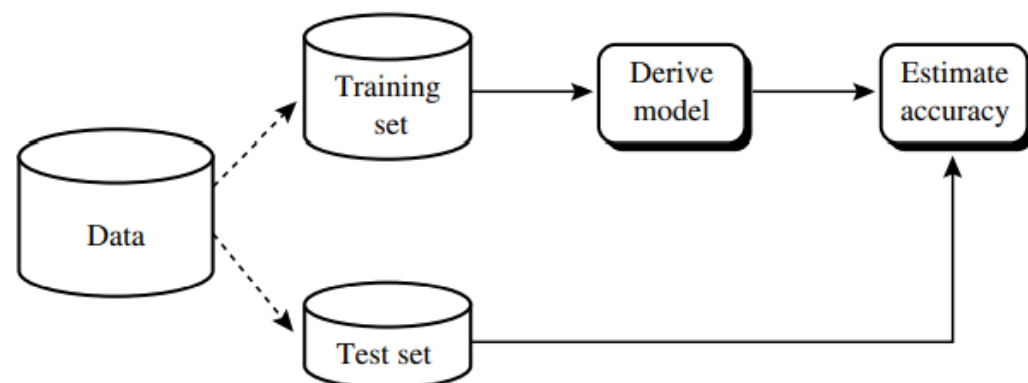 Training
set
Derive
model
Estimate
accuracy
Data
Test set